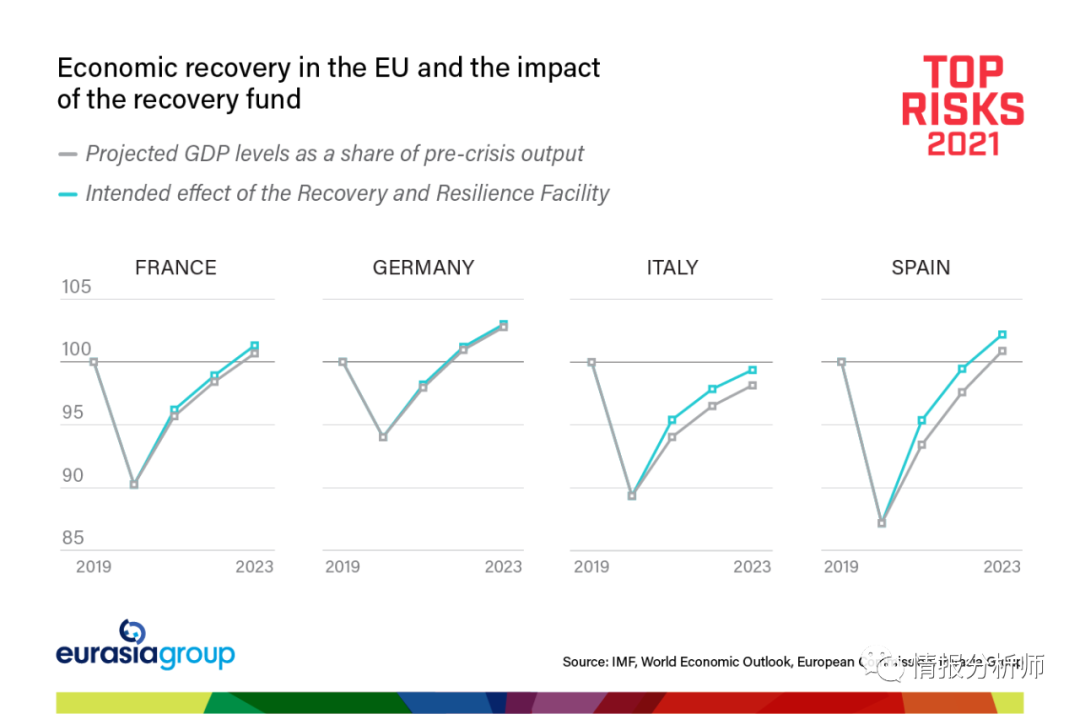 Economic recovery in the EU and the impact
of the recovery fund
TOP
RISKS
2021
Projected GDP levels as a share of pre-crisis output
Intended effect of the Recovery and Resilience Facility
FRANCE
GERMANY
ITALY
SPAIN
105
100
95
90
85
2019
2023
2019
2023
2019
2023
2019
2023
eurasiagroup
Source: IMF, World Economic Outlook, European
情报分析师